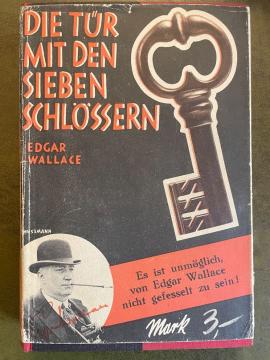 DIE TÜR
MIT DEN
SIEBEN
SCHLÖSSERN
EDGAR
WALLACE
Es ist unmöglich,
von Edgar Wallace
nicht gefesselt zu sein!
Mark 3,-